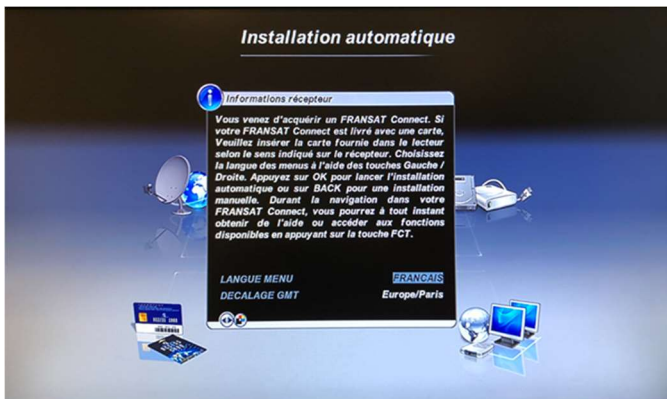 Installation automatique
Informations récepteur
Vous venez d'acquérir un FRANSAT Connect. Si
votre FRANSAT Connect est livré avec une carte,
Veuillez insérer la carte fournie dans le lecteur
selon le sens indiqué sur le récepteur. Choisissez
la langue des menus à l'aide des touches Gauche /
Droite. Appuyez sur OK pour lancer l'installation
automatique ou sur BACK pour une installation
manuelle. Durant la navigation dans votre
FRANSAT Connect, vous pourrez à tout instant
obtenir de l'aide ou accéder aux fonctions
disponibles en appuyant sur la touche FCT.
LANGUE MENU FRANCAIS
DECALAGE GMT Europe/Paris